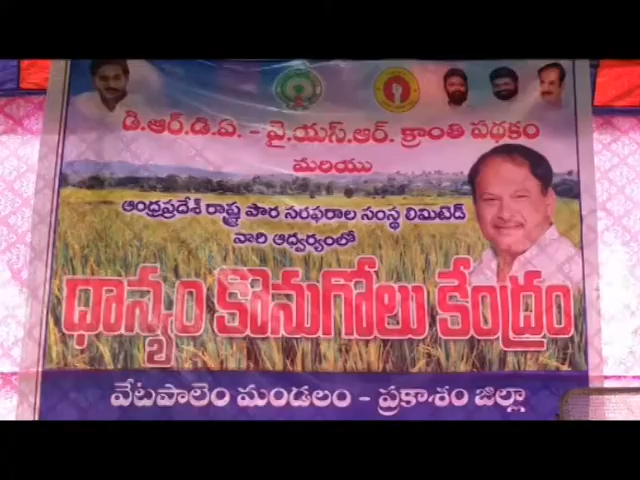 డి.ఆర్.డి.ఏ. - వై.యస్.ఆర్. క్రాంతి పథకం
మరియు
ఆంధ్రప్రదేశ్ రాష్ట్ర పౌర సరఫరాల సంస్థ లిమిటెడ్
వారి ఆధ్వర్యంలో
ధాన్యం కొనుగోలు కేంద్రం
వేటపాలెం మండలం - ప్రకాశం జిల్లా